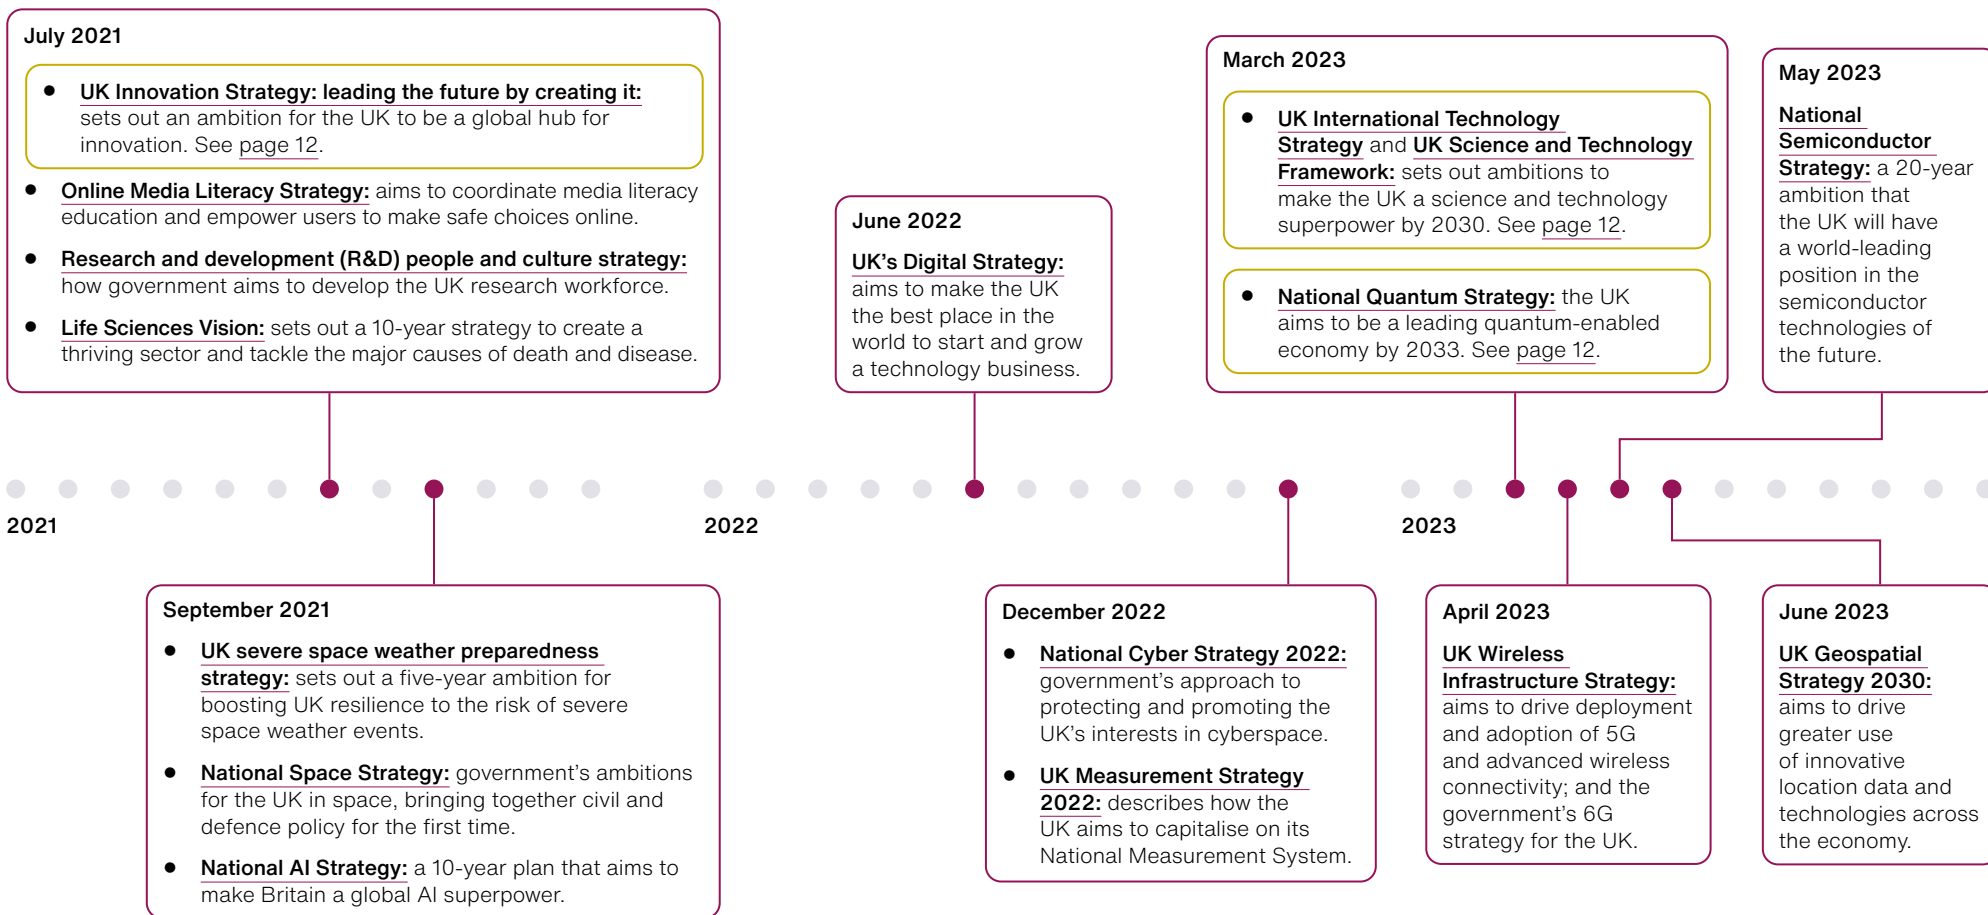 July 2021
• UK Innovation Strategy: leading the future by creating it:
sets out an ambition for the UK to be a global hub for
innovation. See page 12.
• Online Media Literacy Strategy: aims to coordinate media literacy
education and empower users to make safe choices online.
• Research and development (R&D) people and culture strategy:
how government aims to develop the UK research workforce.
• Life Sciences Vision: sets out a 10-year strategy to create a
thriving sector and tackle the major causes of death and disease.
June 2022
UK’s Digital Strategy:
aims to make the UK
the best place in the
world to start and grow
a technology business.
March 2023
• UK International Technology
Strategy and UK Science and Technology
Framework: sets out ambitions to
make the UK a science and technology
superpower by 2030. See page 12.
• National Quantum Strategy: the UK
aims to be a leading quantum-enabled
economy by 2033. See page 12.
May 2023
National
Semiconductor
Strategy: a 20-year
ambition that
the UK will have
a world-leading
position in the
semiconductor
technologies of
the future.
2021
2022
2023
September 2021
• UK severe space weather preparedness
strategy: sets out a five-year ambition for
boosting UK resilience to the risk of severe
space weather events.
• National Space Strategy: government’s ambitions
for the UK in space, bringing together civil and
defence policy for the first time.
• National AI Strategy: a 10-year plan that aims to
make Britain a global AI superpower.
December 2022
• National Cyber Strategy 2022:
government’s approach to
protecting and promoting the
UK’s interests in cyberspace.
• UK Measurement Strategy
2022: describes how the
UK aims to capitalise on its
National Measurement System.
April 2023
UK Wireless
Infrastructure Strategy:
aims to drive deployment
and adoption of 5G
and advanced wireless
connectivity; and the
government’s 6G
strategy for the UK.
June 2023
UK Geospatial
Strategy 2030:
aims to drive
greater use
of innovative
location data and
technologies across
the economy.